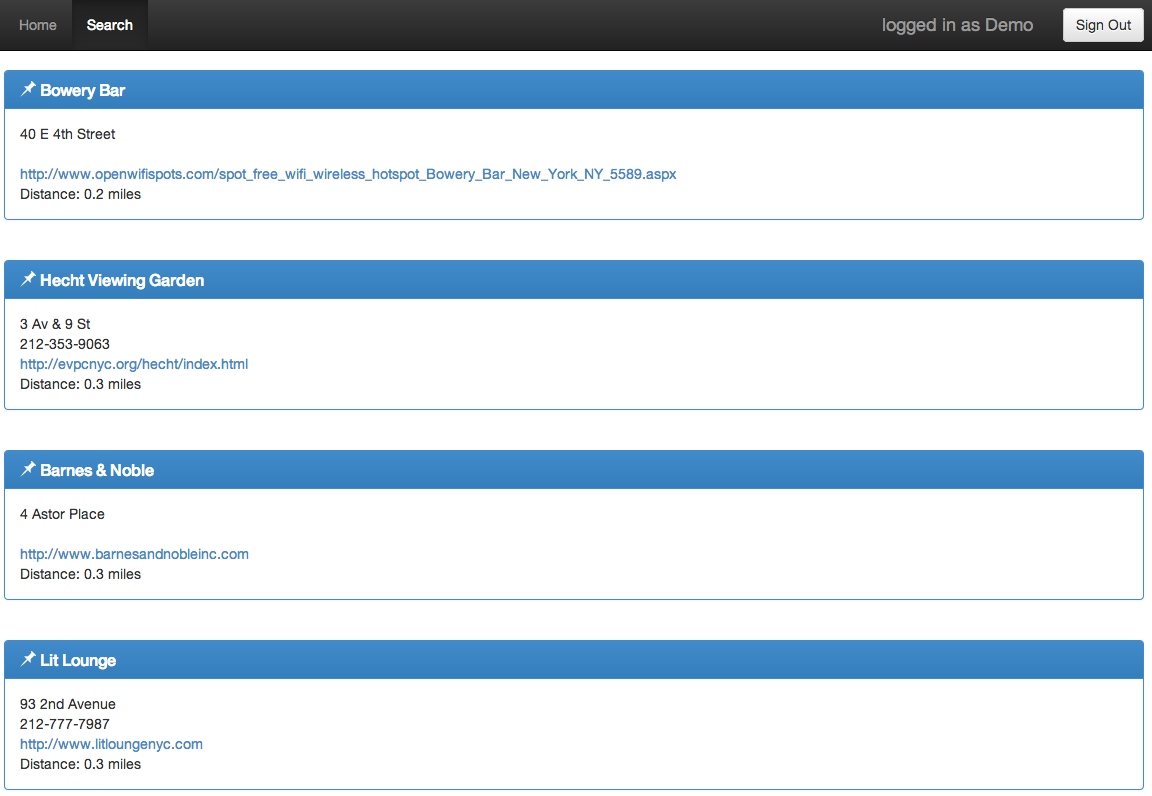 Home Search logged in as Demo Sign Out
Bowery Bar
40 E 4th Street
http://www.openwifispots.com/spot_free_wifi_wireless_hotspot_Bowery_Bar_New_York_NY_5589.aspx
Distance: 0.2 miles
Hecht Viewing Garden
3 Av & 9 St
212-353-9063
http://evpcnyc.org/hecht/index.html
Distance: 0.3 miles
Barnes & Noble
4 Astor Place
http://www.barnesandnobleinc.com
Distance: 0.3 miles
Lit Lounge
93 2nd Avenue
212-777-7987
http://www.litloungenyc.com
Distance: 0.3 miles